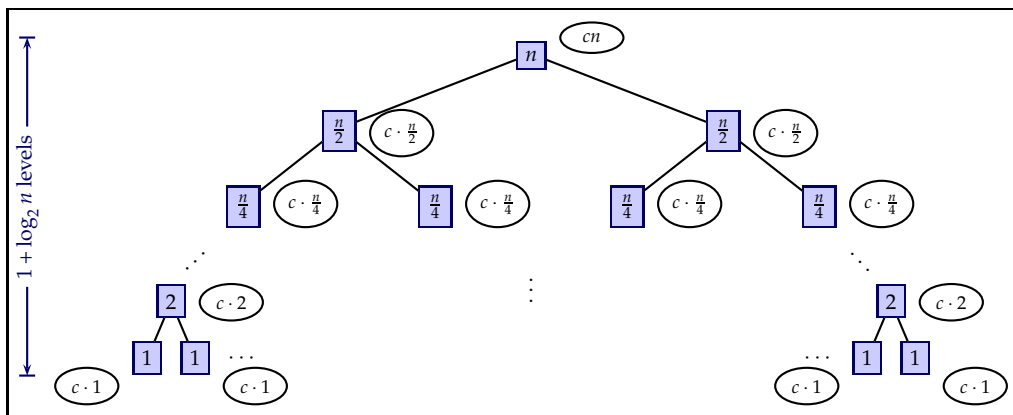 cn
n
n/2
c · n/2
n/2
c · n/2
n/4
c · n/4
n/4
c · n/4
n/4
c · n/4
n/4
c · n/4
1 + log₂ n levels
⋰
⋮
⋱
2
c · 2
2
c · 2
1
1
...
...
1
1
c · 1
c · 1
c · 1
c · 1